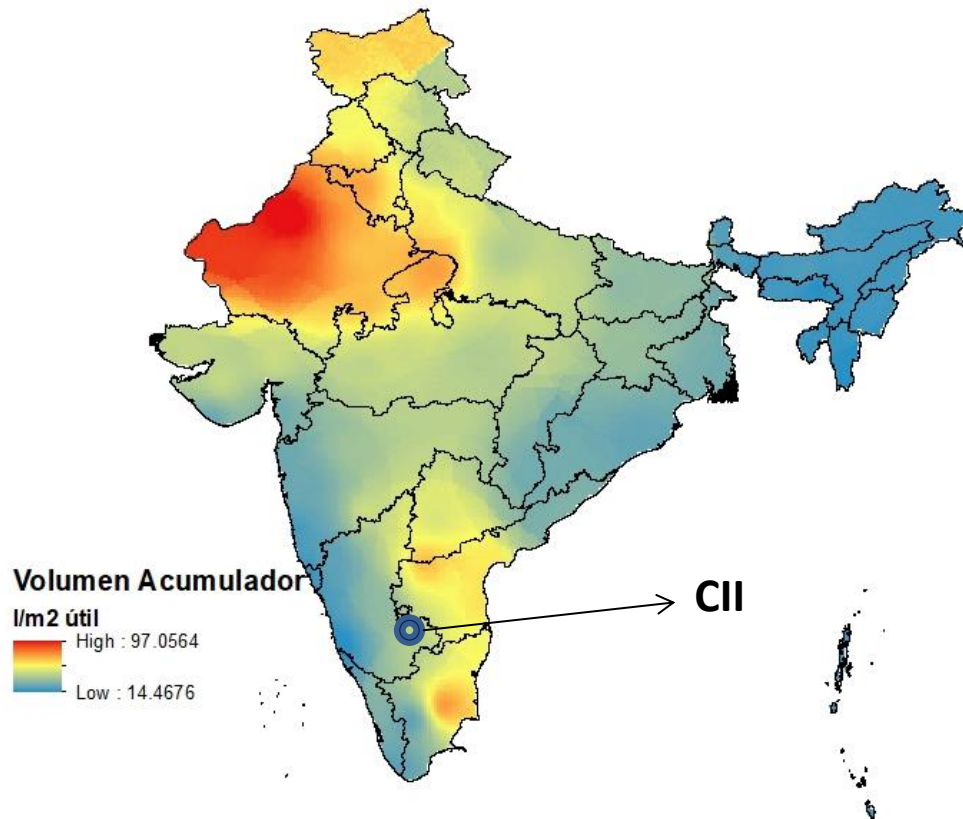 CII
Volumen Acumulador
l/m2 útil
High : 97.0564
Low : 14.4676